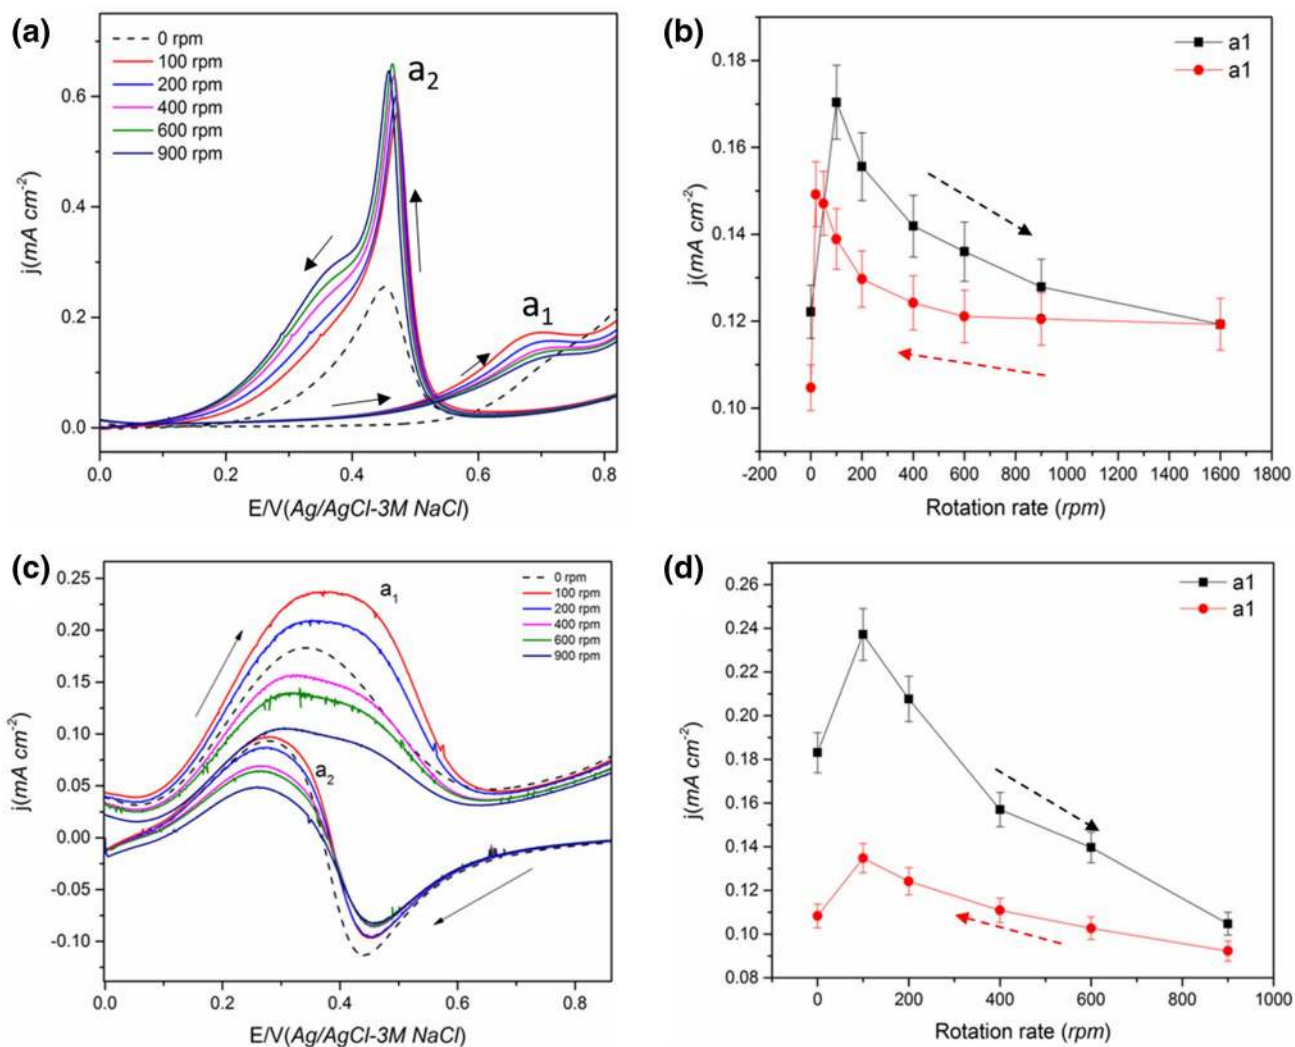 (a)
0 rpm
100 rpm
200 rpm
400 rpm
600 rpm
900 rpm
a2
a1
j(mA cm-2)
0.6
0.4
0.2
0.0
0.0 0.2 0.4 0.6 0.8
E/V(Ag/AgCl-3M NaCl)
(b)
a1
a1
j(mA cm-2)
0.18
0.16
0.14
0.12
0.10
-200 0 200 400 600 800 1000 1200 1400 1600 1800
Rotation rate (rpm)
(c)
0 rpm
100 rpm
200 rpm
400 rpm
600 rpm
900 rpm
a1
a2
j(mA cm-2)
0.25
0.20
0.15
0.10
0.05
0.00
-0.05
-0.10
0.0 0.2 0.4 0.6 0.8
E/V(Ag/AgCl-3M NaCl)
(d)
a1
a1
j(mA cm-2)
0.26
0.24
0.22
0.20
0.18
0.16
0.14
0.12
0.10
0.08
0 200 400 600 800 1000
Rotation rate (rpm)